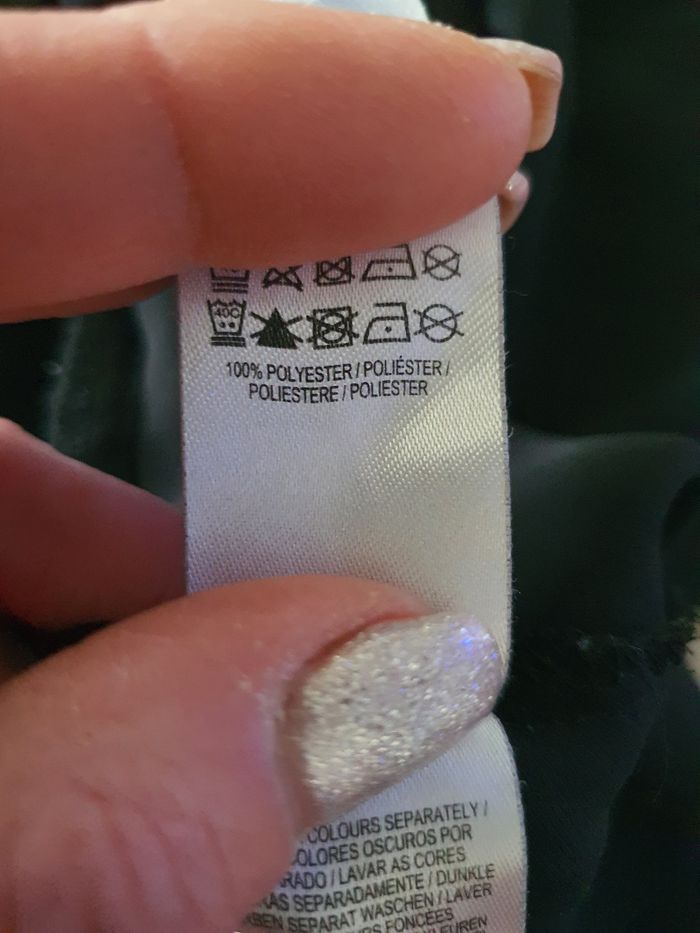 40C
100% POLYESTER / POLIÉSTER /
POLIESTERE / POLIESTER
COLOURS SEPARATELY /
COLORES OSCUROS POR
/ LAVAR AS CORES
SEPARADAMENTE / DUNKLE
SEPARAT WASCHEN / LAVER
FONCÉES